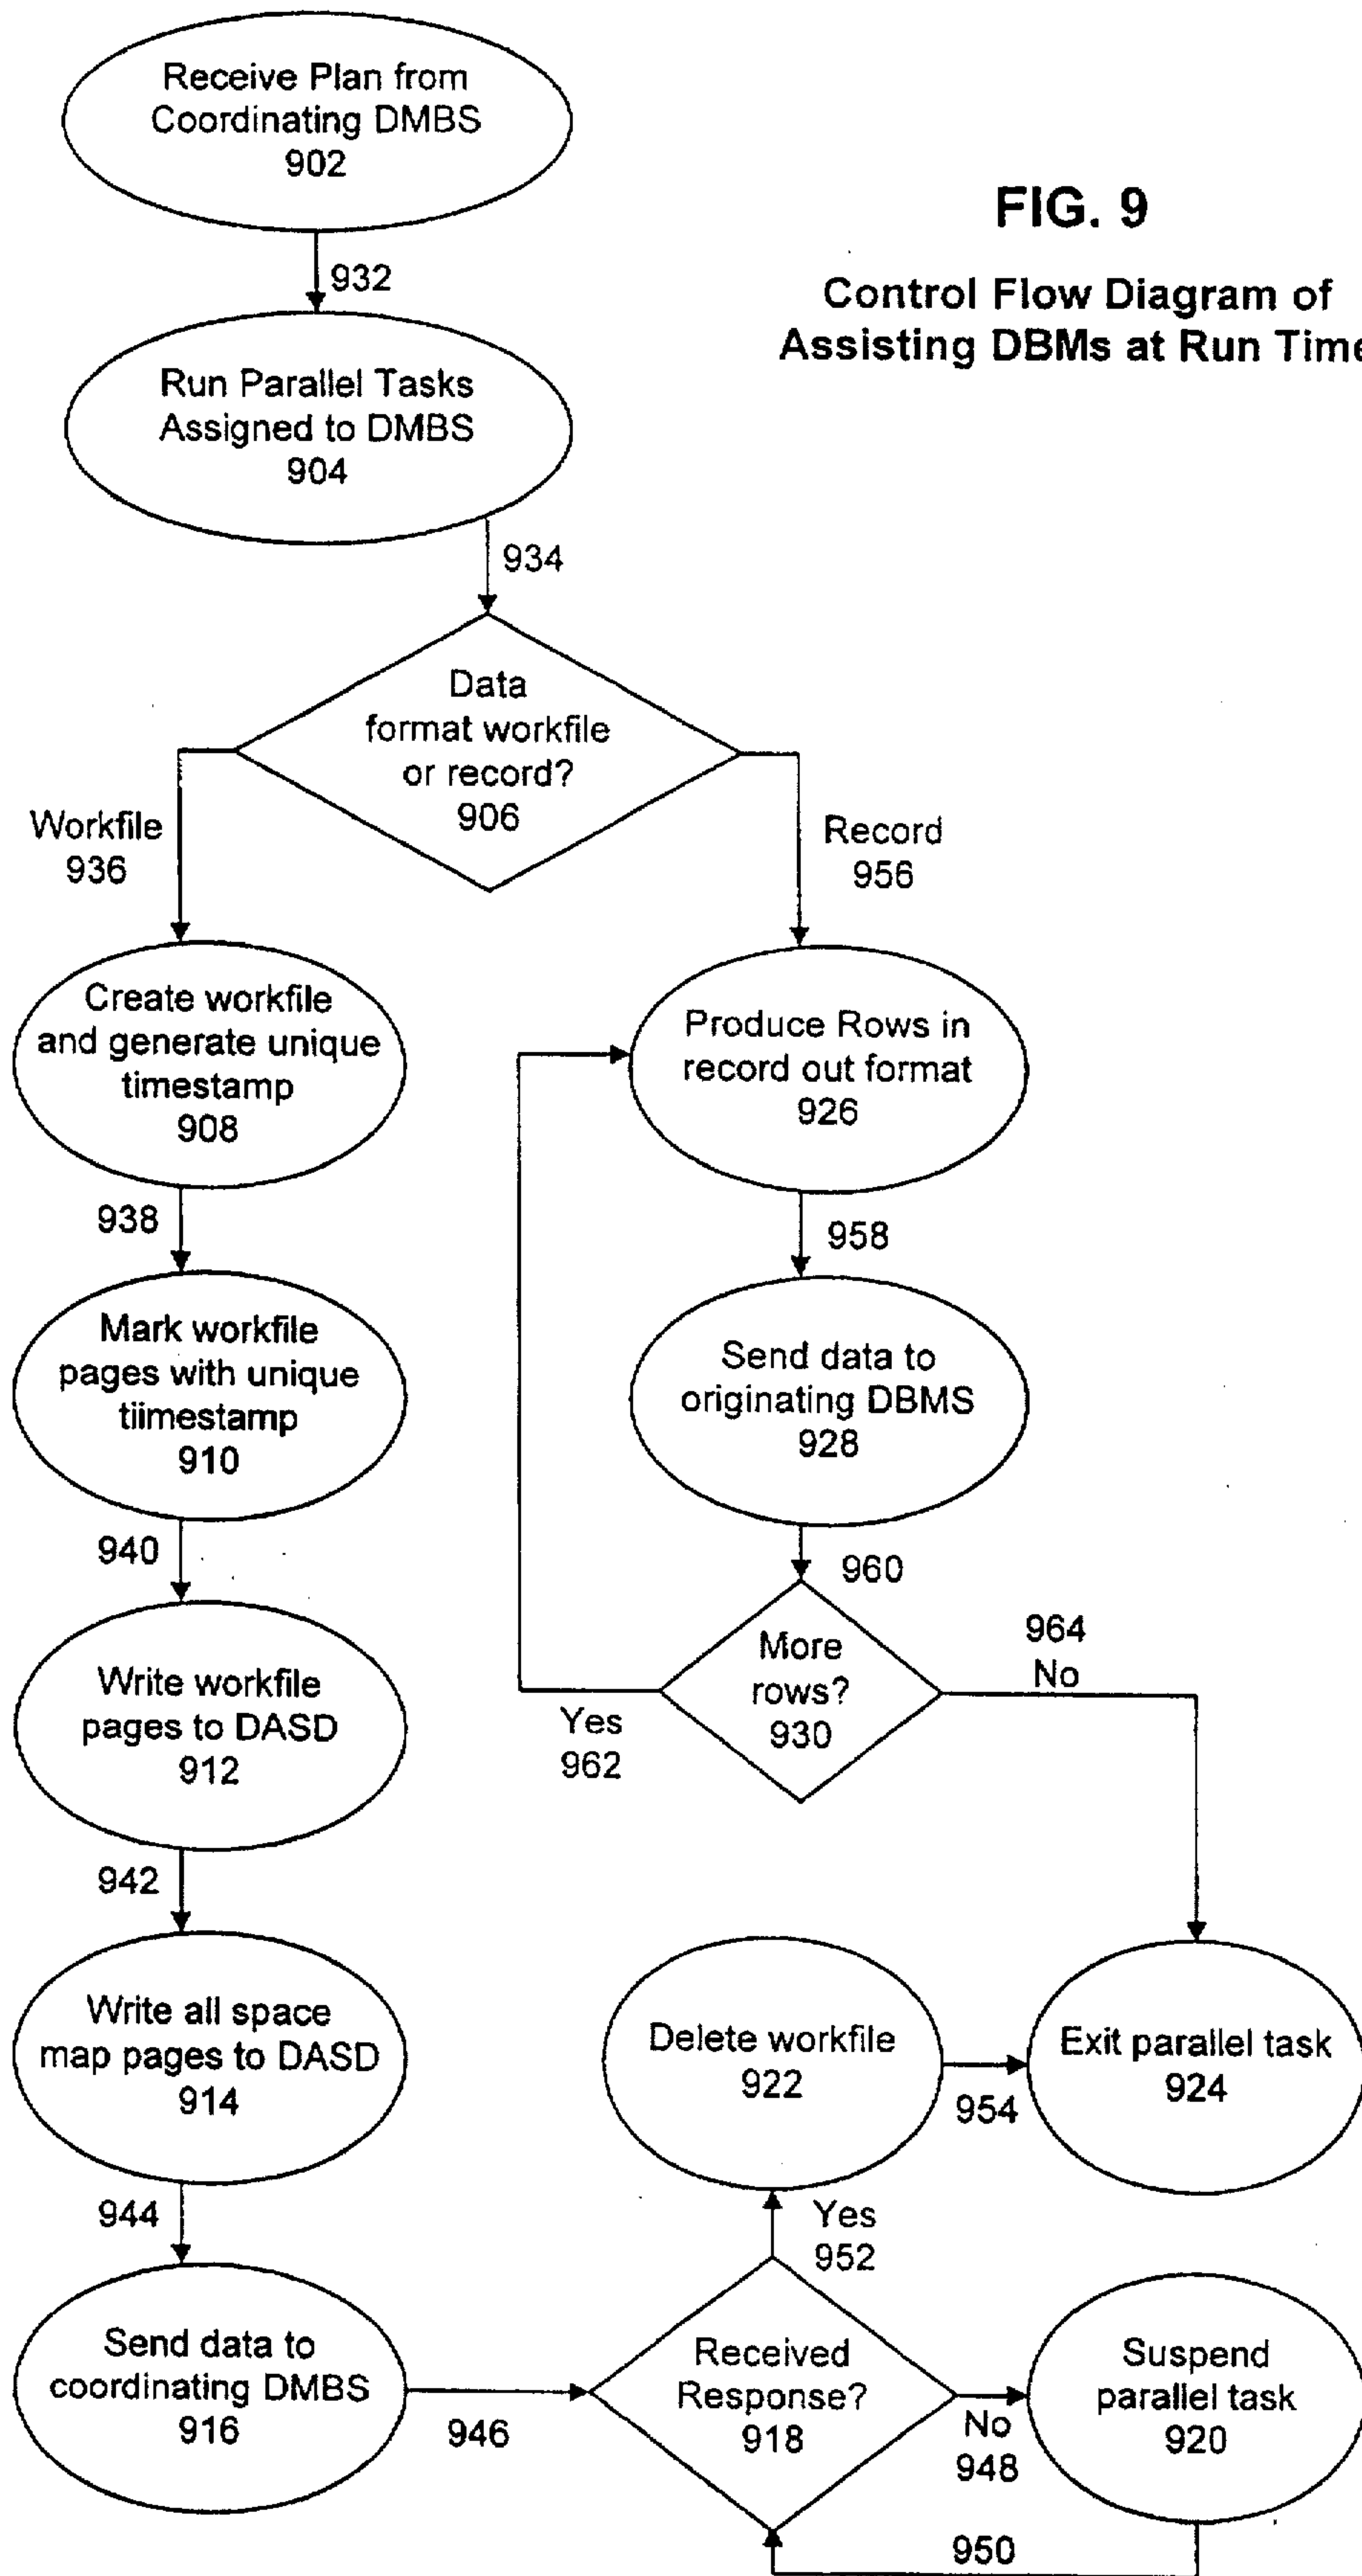 Receive Plan from
Coordinating DMBS
902
FIG. 9
Control Flow Diagram of
Assisting DBMs at Run Time
932
Run Parallel Tasks
Assigned to DMBS
904
934
Data
format workfile
or record?
906
Workfile
936
Record
956
Create workfile
and generate unique
timestamp
908
Produce Rows in
record out format
926
938
958
Mark workfile
pages with unique
tiimestamp
910
Send data to
originating DBMS
928
940
960
More
rows?
930
Yes
962
964
No
Write workfile
pages to DASD
912
942
Write all space
map pages to DASD
914
Delete workfile
922
954
Exit parallel task
924
944
Yes
952
Send data to
coordinating DMBS
916
946
Received
Response?
918
No
948
Suspend
parallel task
920
950